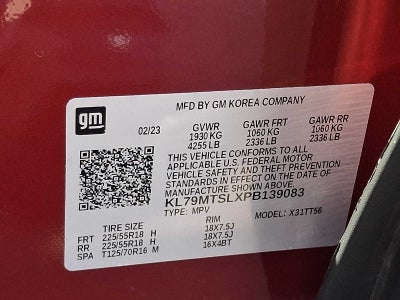 gm
MFD BY GM KOREA COMPANY
02/23 GVWR GAWR FRT GAWR RR
1930 KG 1060 KG 1060 KG
4255 LB 2336 LB 2336 LB
THIS VEHICLE CONFORMS TO ALL
APPLICABLE U.S. FEDERAL MOTOR
VEHICLE SAFETY AND THEFT PREVENTION
STANDARDS IN EFFECT ON THE DATE OF
MANUFACTURE SHOWN ABOVE
KL79MTSLXPB139083
TYPE: MPV MODEL: X31TT56
TIRE SIZE RIM
FRT 225/55R18 H 18X7.5J
RR 225/55R18 H 18X7.5J
SPA T125/70R16 M 16X4BT